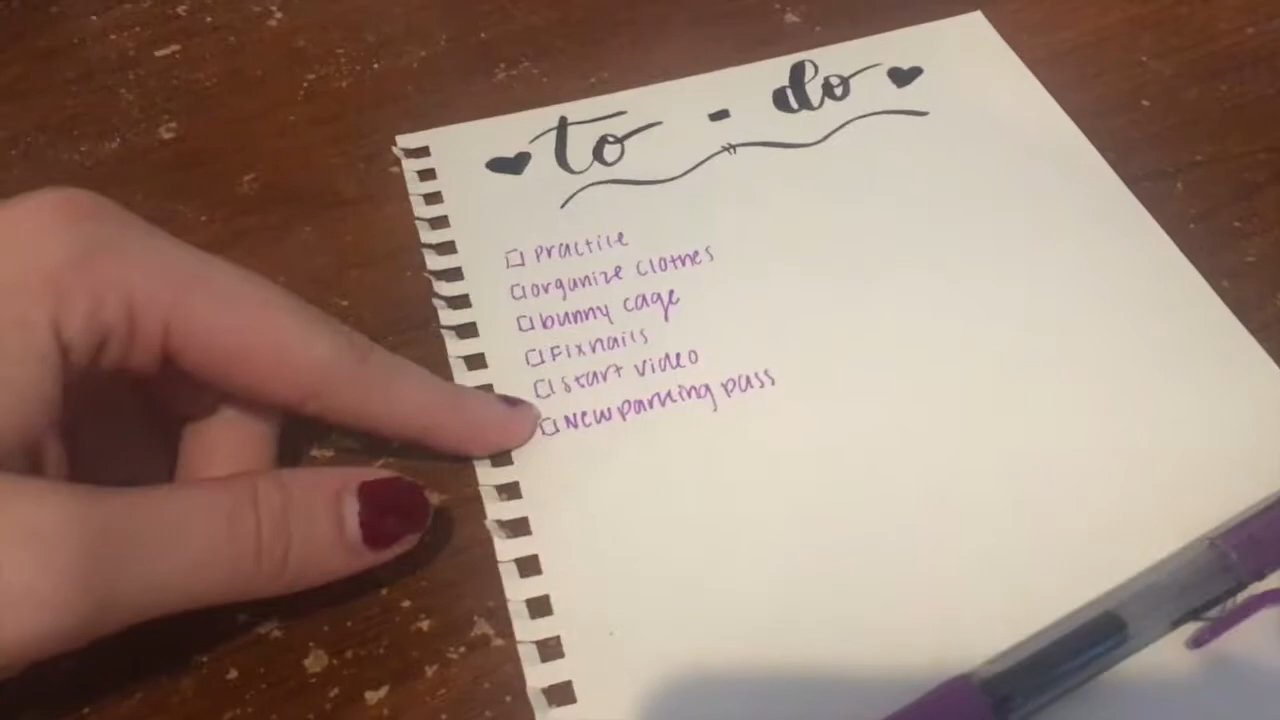 to - do
Practice
organize clothes
bunny cage
Fix nails
start video
New parking pass